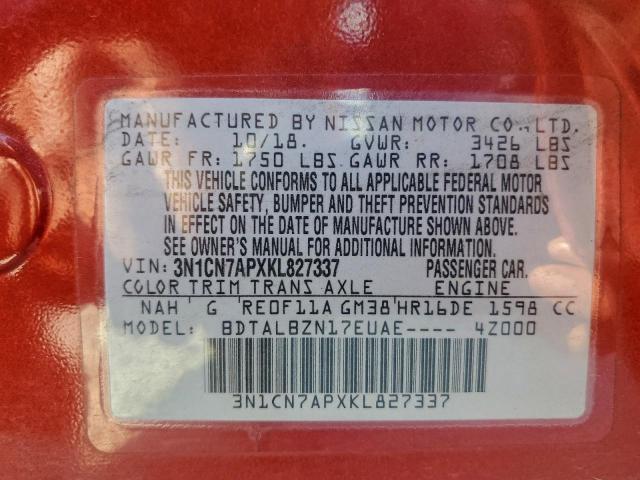 MANUFACTURED BY NISSAN MOTOR CO., LTD.
DATE: 10/18. GVWR: 3426 LBS
GAWR FR: 1750 LBS GAWR RR: 1708 LBS
THIS VEHICLE CONFORMS TO ALL APPLICABLE FEDERAL MOTOR
VEHICLE SAFETY, BUMPER AND THEFT PREVENTION STANDARDS
IN EFFECT ON THE DATE OF MANUFACTURE SHOWN ABOVE.
SEE OWNER'S MANUAL FOR ADDITIONAL INFORMATION.
VIN: 3N1CN7APXKL827337 PASSENGER CAR.
COLOR TRIM TRANS AXLE ENGINE
NAH G RE0F11A GM38 HR16DE 1598 CC
MODEL: BDTALBZN17EUAE---- 4Z000
3N1CN7APXKL827337